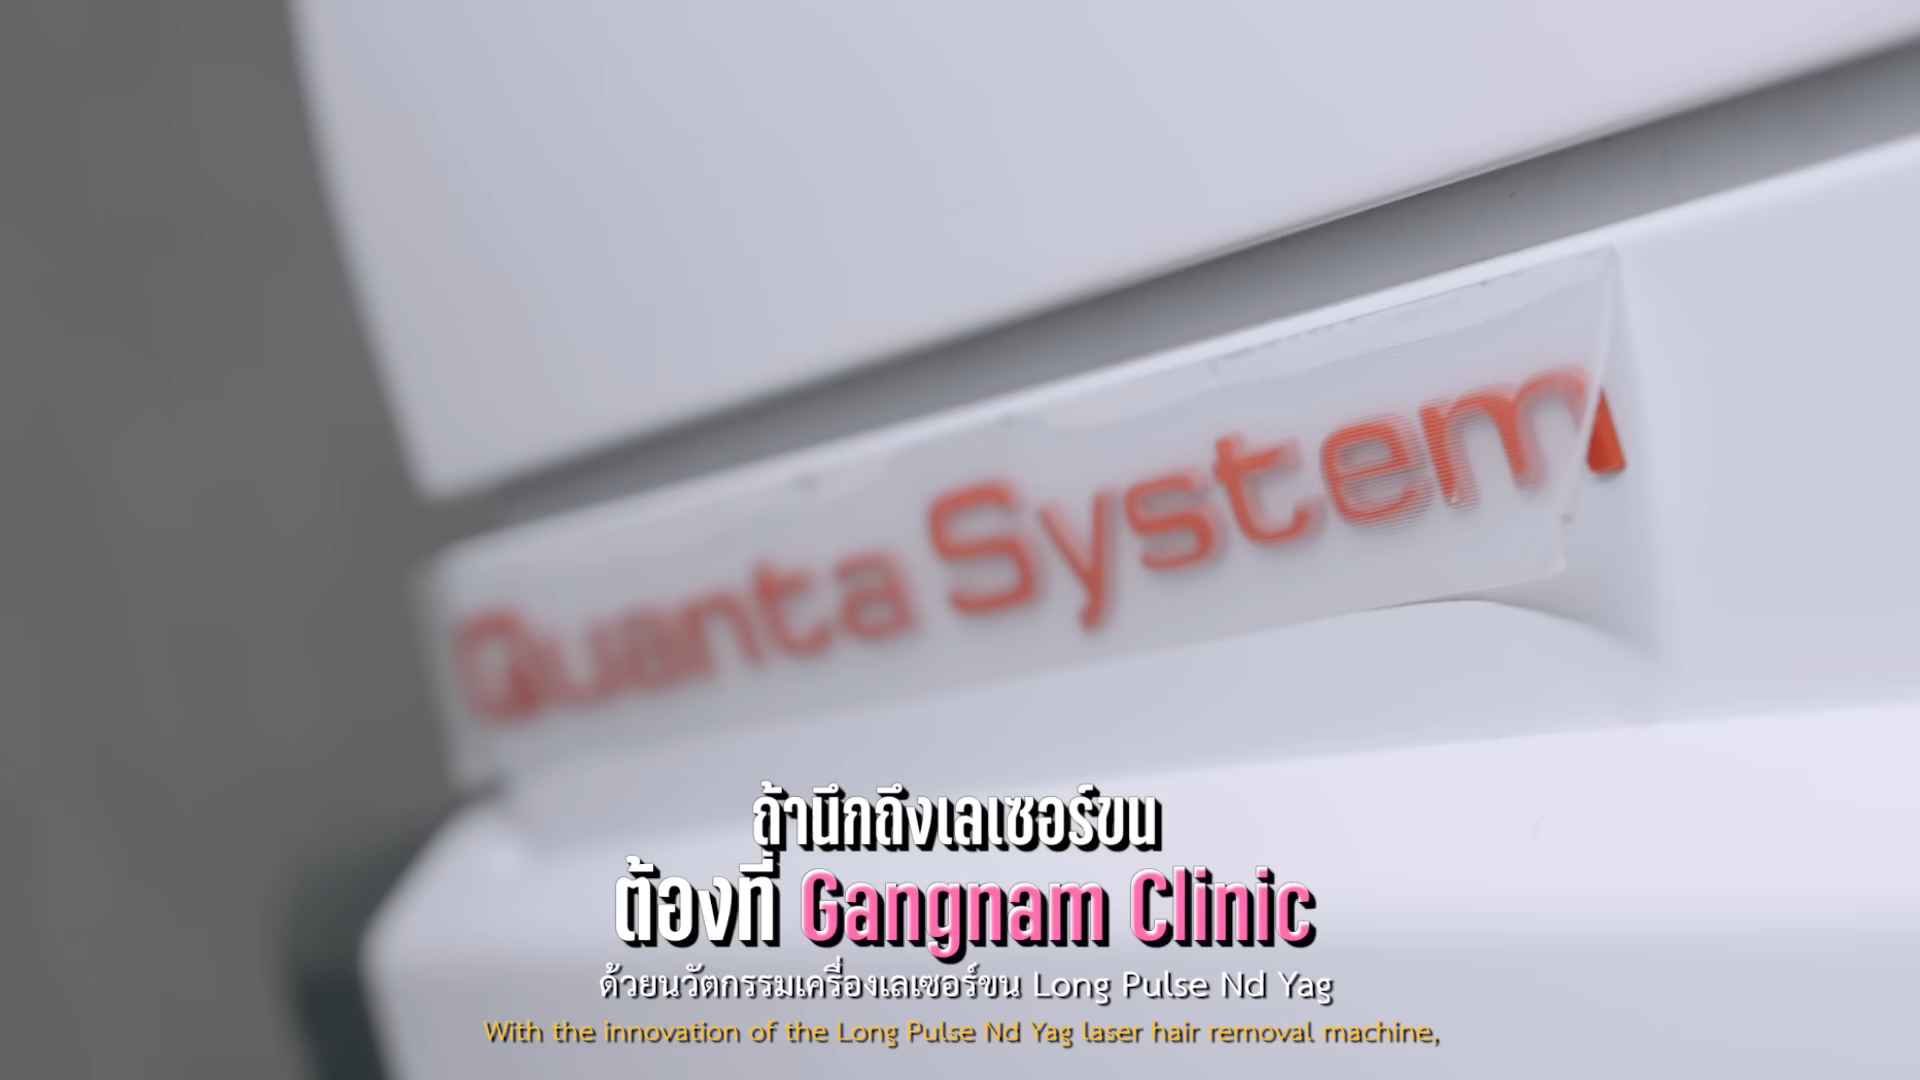 Quanta System
ถ้านึกถึงเลเซอร์ขน
ต้องที่ Gangnam Clinic
ด้วยนวัตกรรมเครื่องเลเซอร์ขน Long Pulse Nd Yag
With the innovation of the Long Pulse Nd Yag laser hair removal machine,